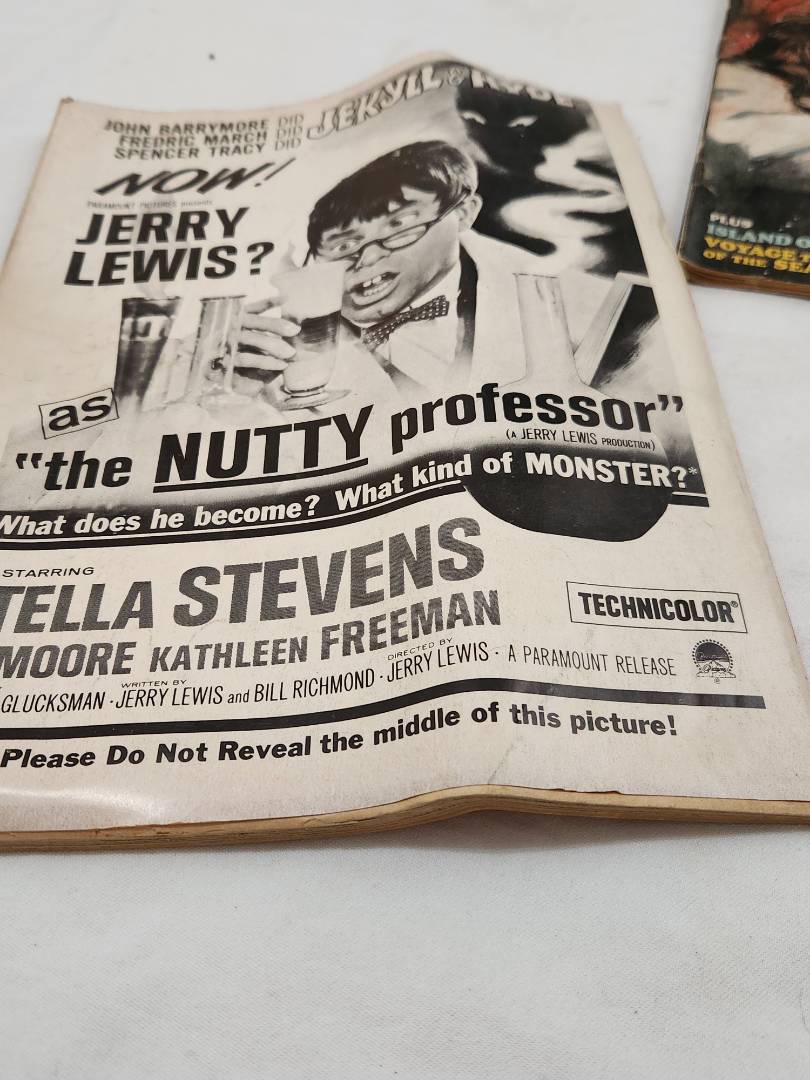 JOHN BARRYMORE DID
FREDRIC MARCH DID
SPENCER TRACY DID
JEKYLL & HYDE
NOW!
PARAMOUNT PICTURES presents
JERRY
LEWIS?
as
"the NUTTY professor"
(A JERRY LEWIS PRODUCTION)
What does he become? What kind of MONSTER?*
STARRING
TELLA STEVENS
MOORE KATHLEEN FREEMAN
TECHNICOLOR®
GLUCKSMAN · WRITTEN BY JERRY LEWIS and BILL RICHMOND · DIRECTED BY JERRY LEWIS · A PARAMOUNT RELEASE
Please Do Not Reveal the middle of this picture!
PLUS
ISLAND
VOYAGE
OF THE SEA